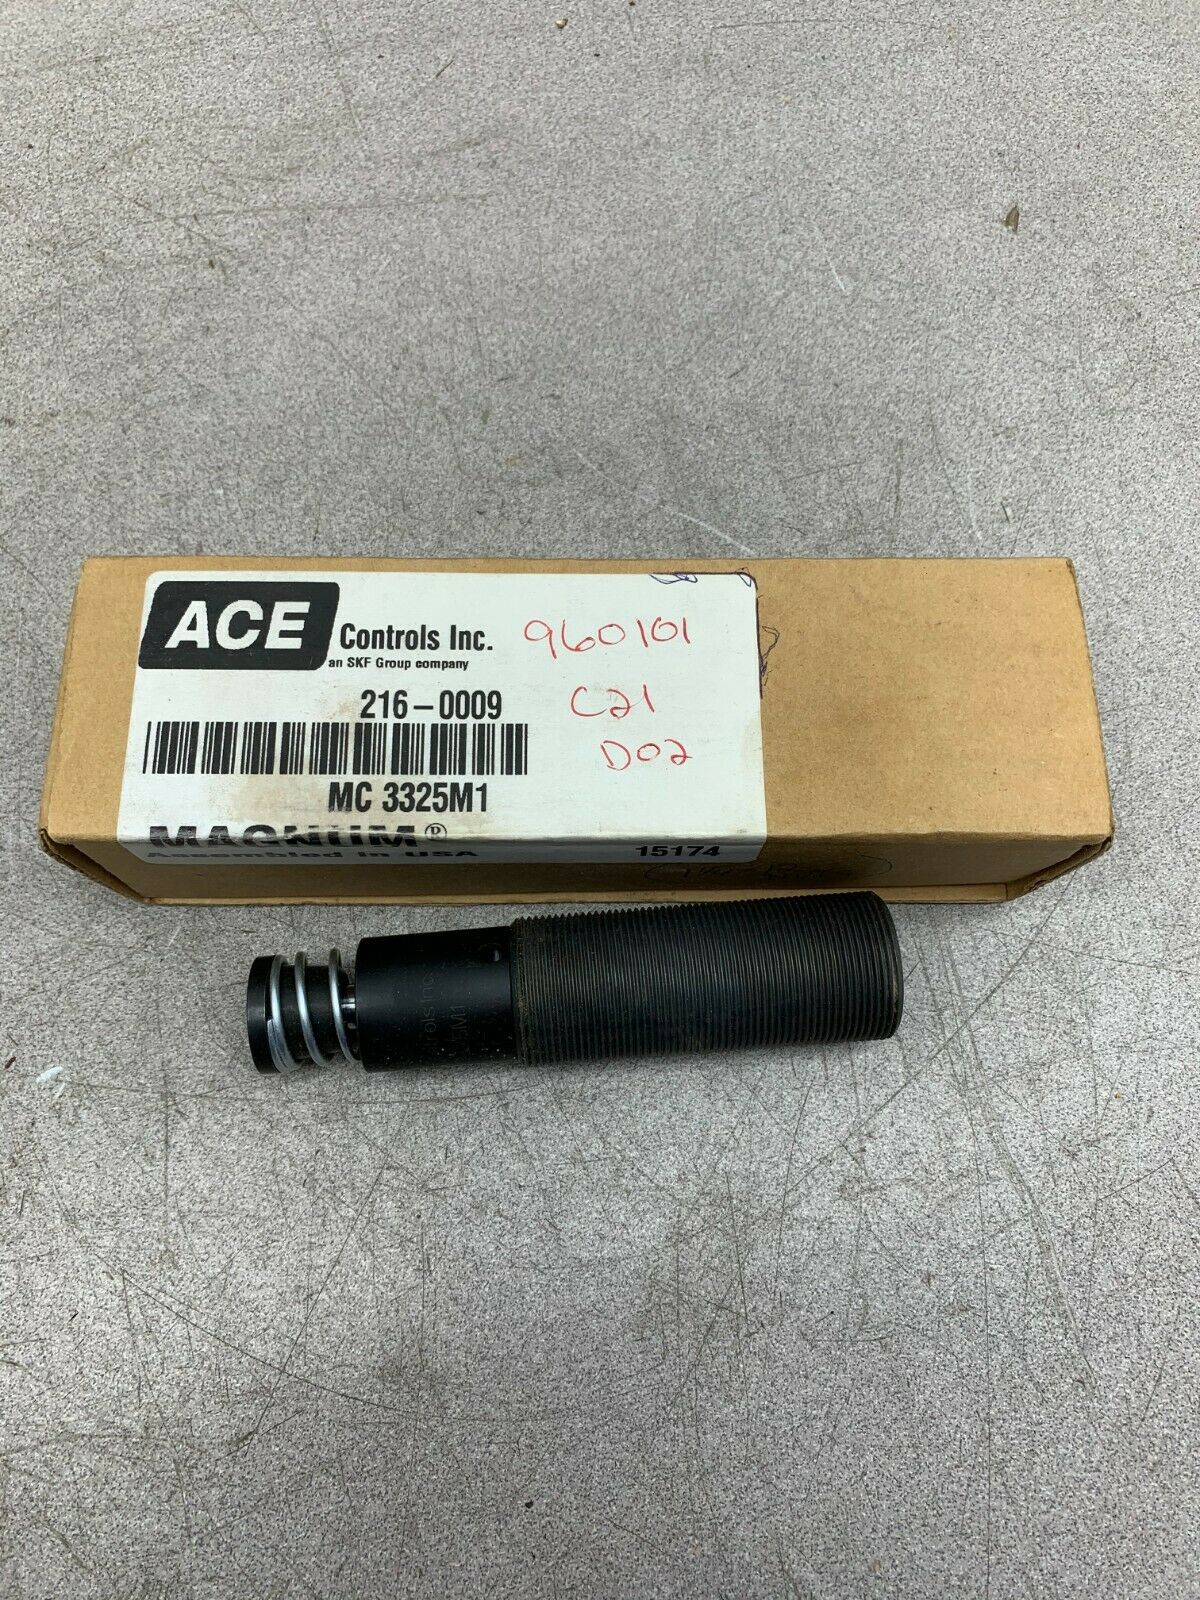 ACE Controls Inc.
an SKF Group company
960101
216-0009
C21
D02
MC 3325M1
MAGNUM®
Assembled in USA 15174